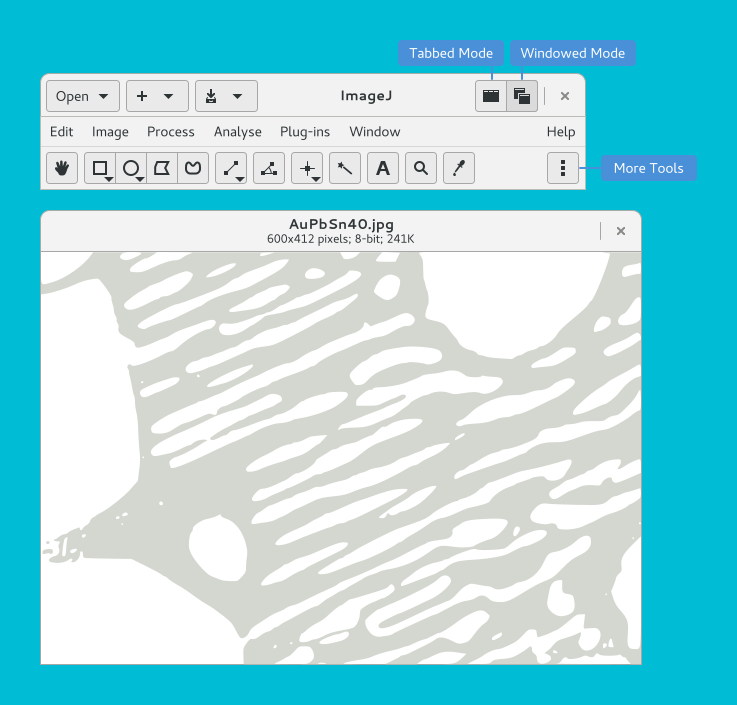 Tabbed Mode
Windowed Mode
Open
ImageJ
Edit Image Process Analyse Plug-ins Window Help
A
More Tools
AuPbSn40.jpg
600x412 pixels; 8-bit; 241K